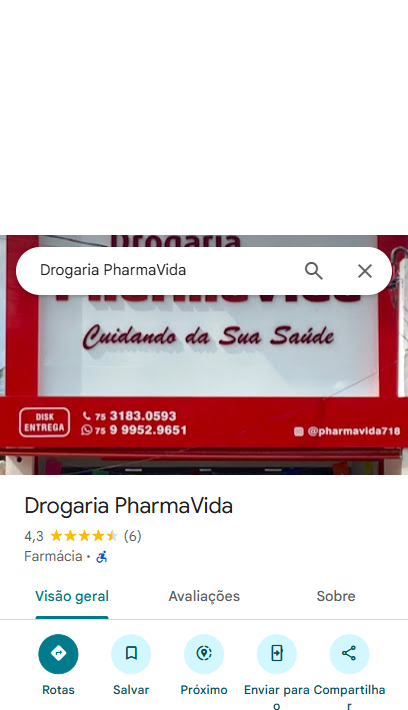 Drogaria
Drogaria PharmaVida
PharmaVida
Cuidando da Sua Saúde
DISK
ENTREGA
75 3183.0593
75 9 9952.9651
@pharmavida718
Drogaria PharmaVida
4,3 (6)
Farmácia ·
Visão geral
Avaliações
Sobre
Rotas
Salvar
Próximo
Enviar para o
Compartilhar